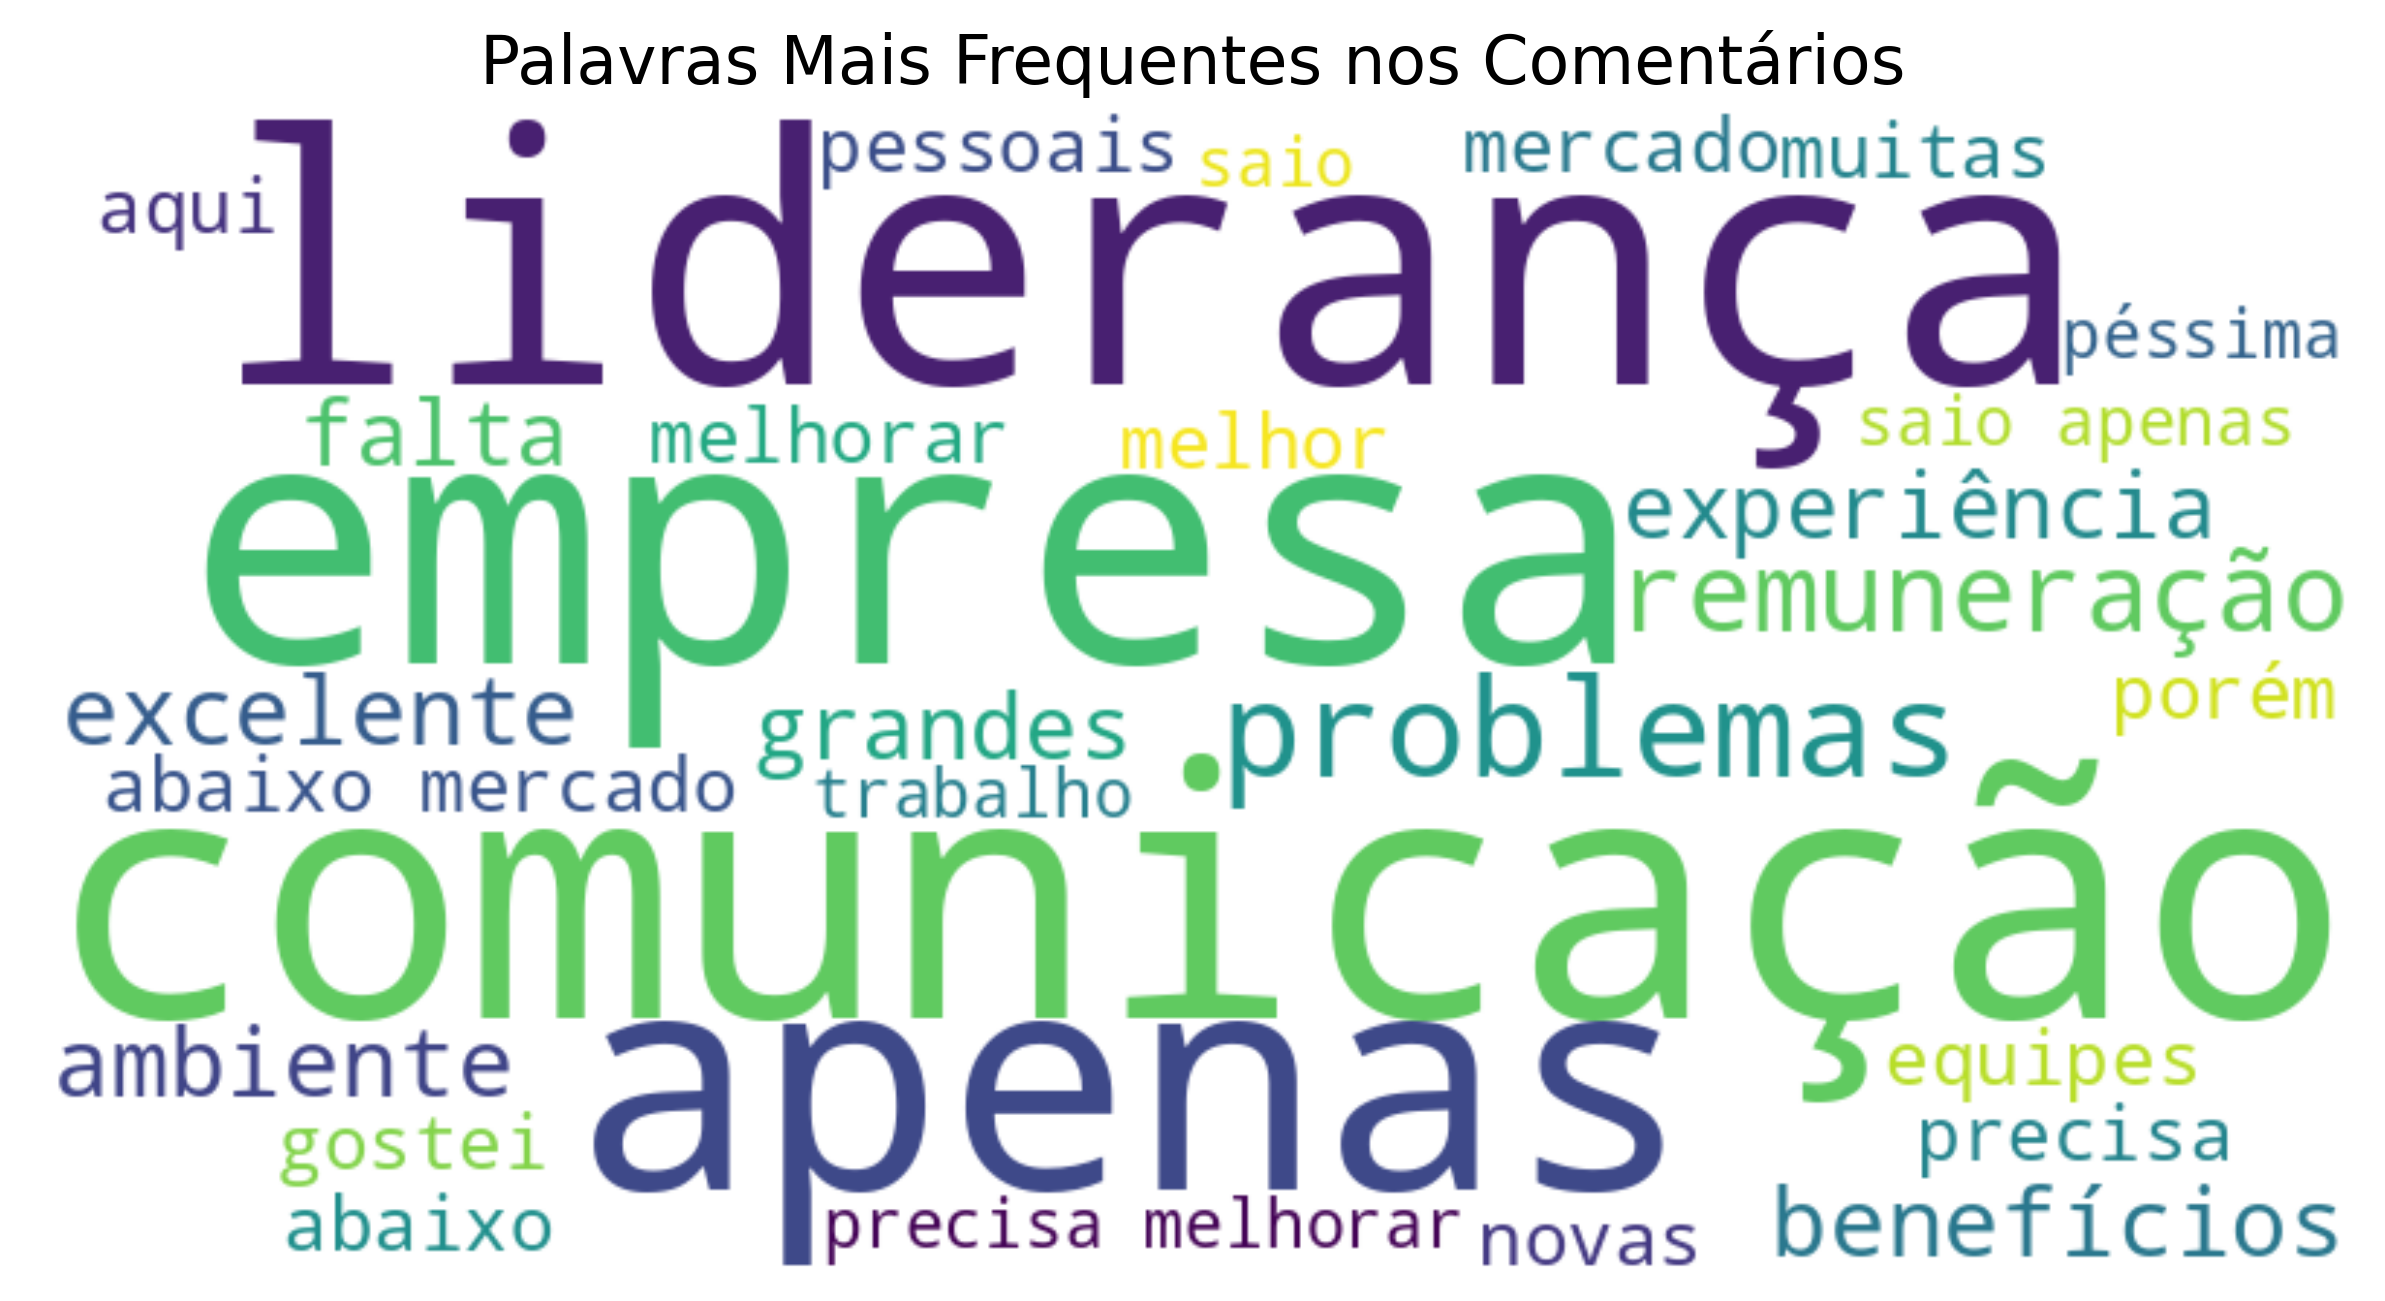 Palavras Mais Frequentes nos Comentários
pessoais
saio
mercado
muitas
aqui
liderança
péssima
falta
melhorar
melhor
saio apenas
empresa
experiência
remuneração
excelente
grandes
problemas
porém
abaixo mercado
trabalho
comunicação
ambiente
apenas
equipes
gostei
precisa
abaixo
precisa melhorar
novas
benefícios